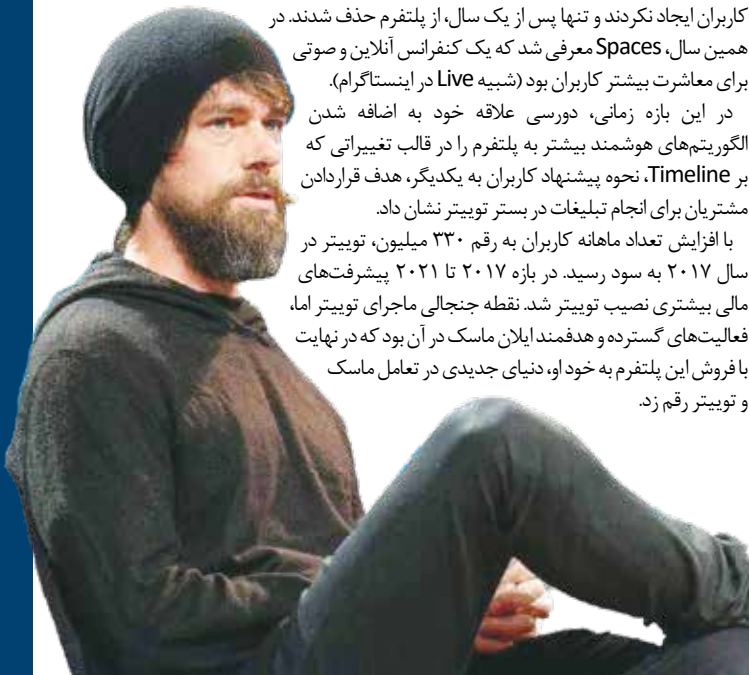 کاربران ایجاد نکردند و تنها پس از یک سال، از پلتفرم حذف شدند. در
همین سال، Spaces معرفی شد که یک کنفرانس آنلاین و صوتی
برای معاشرت بیشتر کاربران بود (شبیه Live در اینستاگرام).
در این بازه زمانی، دورسی علاقه خود به اضافه شدن
الگوریتم‌های هوشمند بیشتر به پلتفرم را در قالب تغییراتی که
بر Timeline، نحوه پیشنهاد کاربران به یکدیگر، هدف قراردادن
مشتریان برای انجام تبلیغات در بستر توییتر نشان داد.
با افزایش تعداد ماهانه کاربران به رقم ۳۳۰ میلیون، توییتر در
سال ۲۰۱۷ به سود رسید. در بازه ۲۰۱۷ تا ۲۰۲۱ پیشرفت‌های
مالی بیشتری نصیب توییتر شد. نقطه جنجالی ماجرای توییتر اما،
فعالیت‌های گسترده و هدفمند ایلان ماسک در آن بود که در نهایت
با فروش این پلتفرم به خود او، دنیای جدیدی در تعامل ماسک
و توییتر رقم زد.